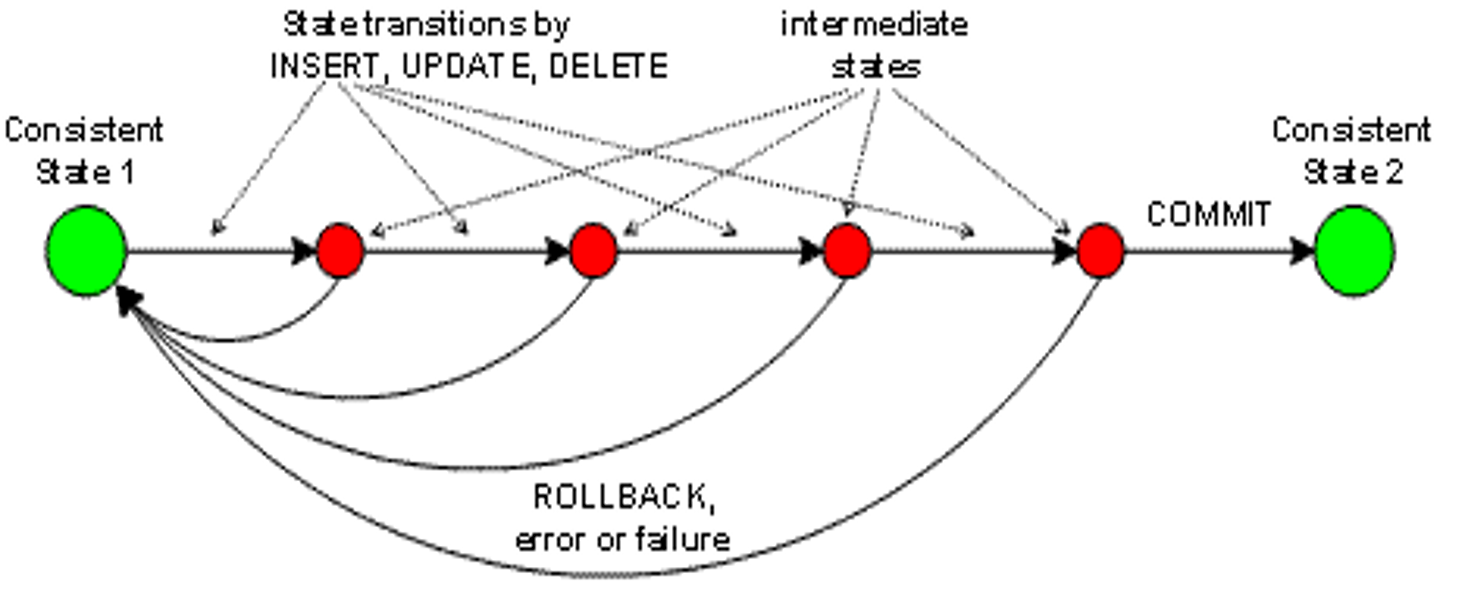 State transitions by
INSERT, UPDATE, DELETE
intermediate
states
Consistent
State 1
Consistent
State 2
COMMIT
ROLLBACK,
error or failure